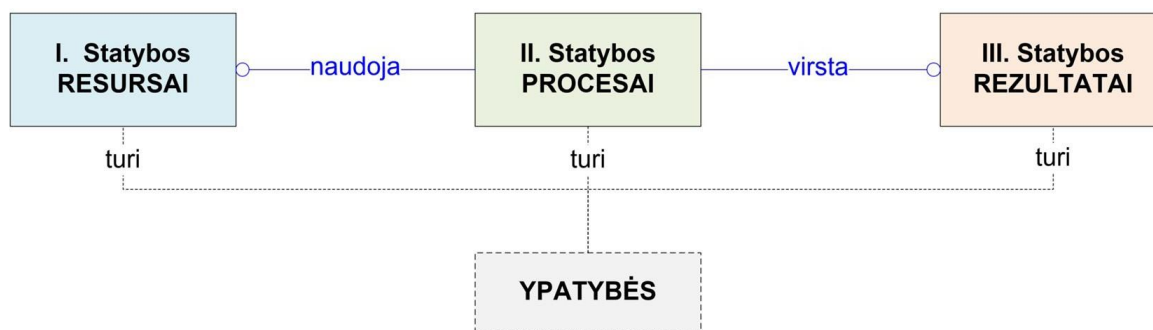 I. Statybos
RESURSAI
naudoja
II. Statybos
PROCESAI
virsta
III. Statybos
REZULTATAI
turi
turi
turi
YPATYBĖS